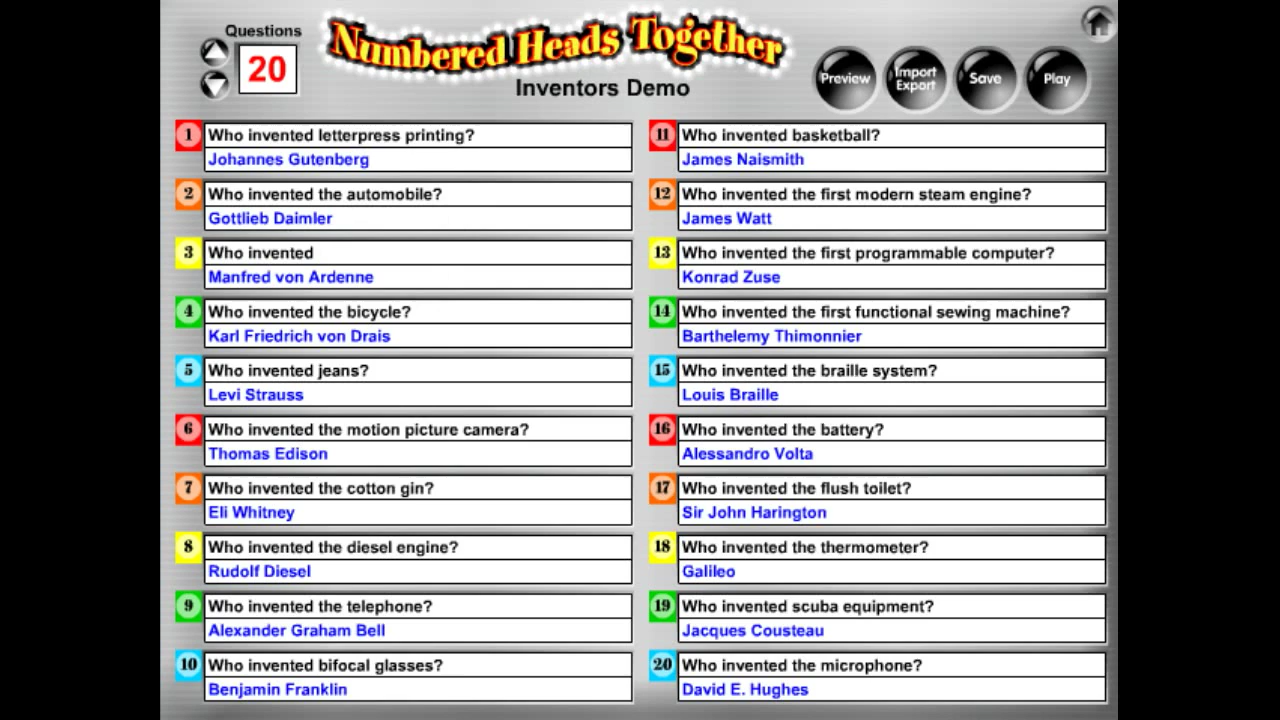 Questions
20
Numbered Heads Together
Inventors Demo
Preview
Import
Export
Save
Play
1
Who invented letterpress printing?
Johannes Gutenberg
2
Who invented the automobile?
Gottlieb Daimler
3
Who invented
Manfred von Ardenne
4
Who invented the bicycle?
Karl Friedrich von Drais
5
Who invented jeans?
Levi Strauss
6
Who invented the motion picture camera?
Thomas Edison
7
Who invented the cotton gin?
Eli Whitney
8
Who invented the diesel engine?
Rudolf Diesel
9
Who invented the telephone?
Alexander Graham Bell
10
Who invented bifocal glasses?
Benjamin Franklin
11
Who invented basketball?
James Naismith
12
Who invented the first modern steam engine?
James Watt
13
Who invented the first programmable computer?
Konrad Zuse
14
Who invented the first functional sewing machine?
Barthelemy Thimonnier
15
Who invented the braille system?
Louis Braille
16
Who invented the battery?
Alessandro Volta
17
Who invented the flush toilet?
Sir John Harington
18
Who invented the thermometer?
Galileo
19
Who invented scuba equipment?
Jacques Cousteau
20
Who invented the microphone?
David E. Hughes